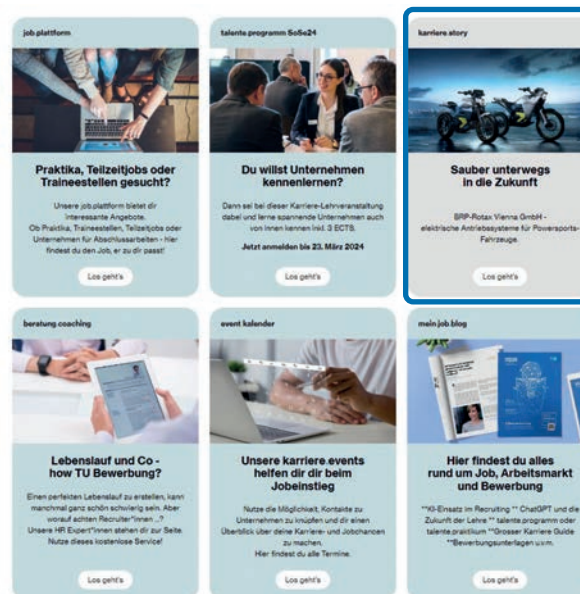 job.plattform
Praktika, Teilzeitjobs oder
Traineestellen gesucht?
Unsere job.plattform bietet dir
interessante Angebote.
Ob Praktika, Traineestellen, Teilzeitjobs oder
Unternehmen für Abschlussarbeiten - hier
findest du den Job, er zu dir passt!
Los geht's
talente.programm SoSe24
Du willst Unternehmen
kennenlernen?
Dann sei bei dieser Karriere-Lehrveranstaltung
dabei und lerne spannende Unternehmen auch
von innen kennen inkl. 3 ECTS.
Jetzt anmelden bis 23. März 2024
Los geht's
karriere.story
Sauber unterwegs
in die Zukunft
BRP-Rotax Vienna GmbH -
elektrische Antriebssysteme für Powersports-
Fahrzeuge.
Los geht's
beratung.coaching
Lebenslauf und Co -
how TU Bewerbung?
Einen perfekten Lebenslauf zu erstellen, kann
manchmal ganz schön schwierig sein. Aber
worauf achten Recruiter*innen ..?
Unsere HR Expert*innen stehen dir zur Seite.
Nutze dieses kostenlose Service!
Los geht's
event kalender
Unsere karriere.events
helfen dir dir beim
Jobeinstieg
Nutze die Möglichkeit, Kontakte zu
Unternehmen zu knüpfen und dir einen
Überblick über deine Karriere- und Jobchancen
zu machen.
Hier findest du alle Termine.
Los geht's
mein.job.blog
Hier findest du alles
rund um Job, Arbeitsmarkt
und Bewerbung
**KI-Einsatz im Recruiting ** ChatGPT und die
Zukunft der Lehre ** talente.programm oder
talente.praktikum **Grosser Karriere Guide
**Bewerbungsunterlagen u.v.m.
Los geht's